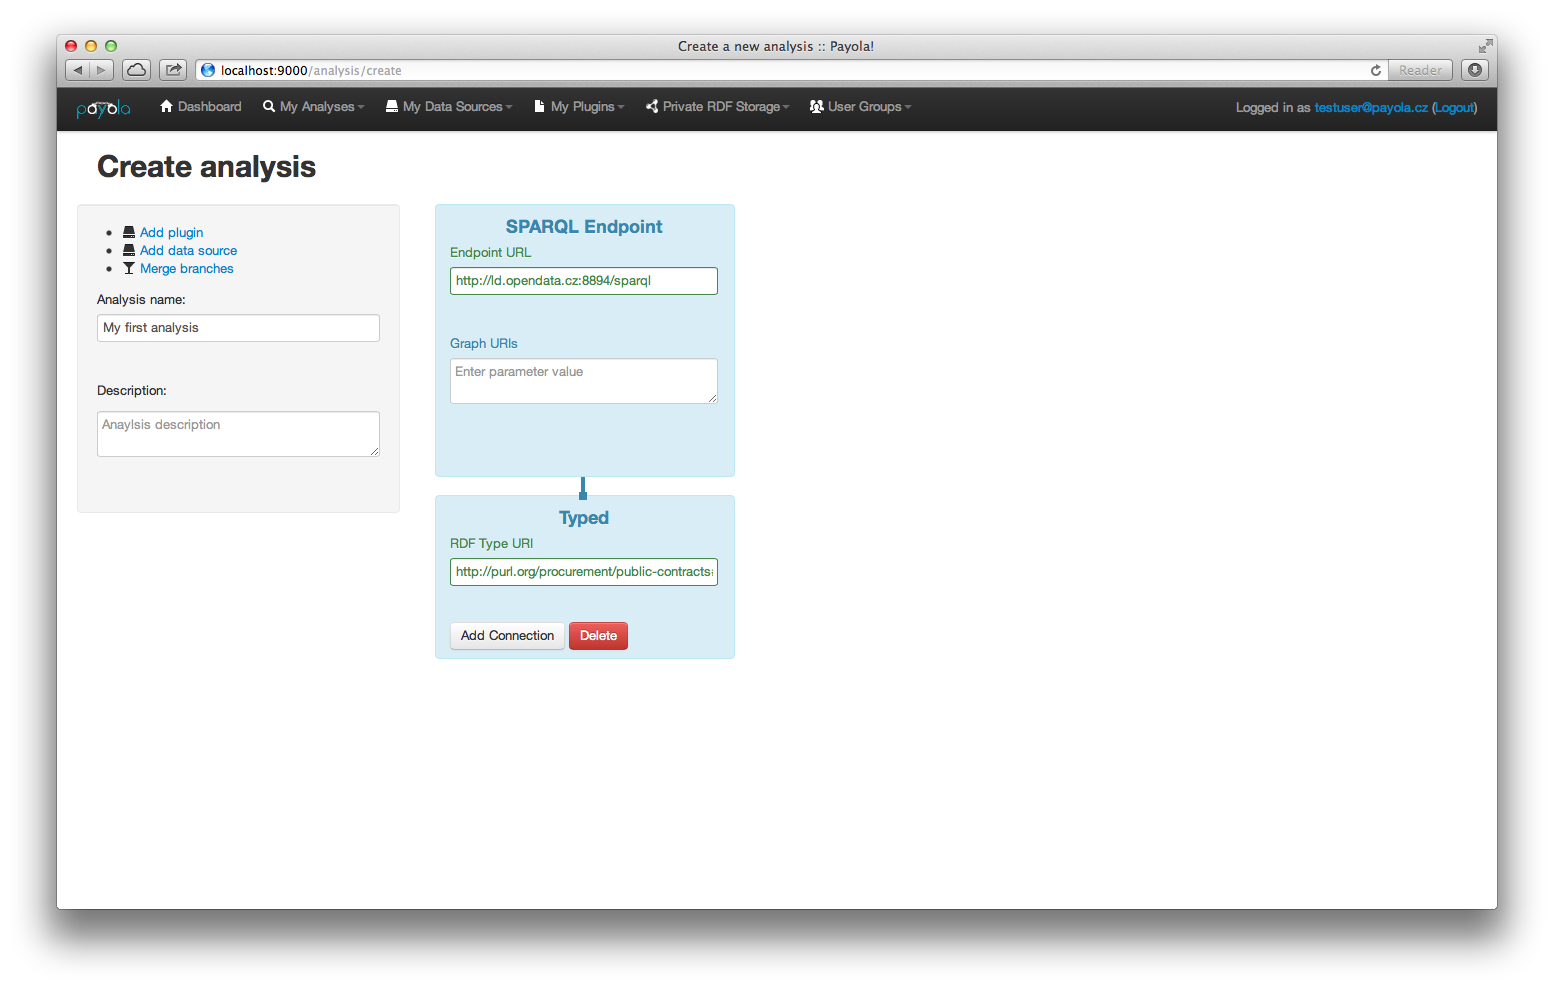 Create a new analysis :: Payola!
localhost:9000/analysis/create
Reader
payola
Dashboard
My Analyses
My Data Sources
My Plugins
Private RDF Storage
User Groups
Logged in as testuser@payola.cz (Logout)
Create analysis
Add plugin
Add data source
Merge branches
Analysis name:
My first analysis
Description:
Anaylsis description
SPARQL Endpoint
Endpoint URL
http://ld.opendata.cz:8894/sparql
Graph URIs
Enter parameter value
Typed
RDF Type URI
http://purl.org/procurement/public-contracts#
Add Connection
Delete